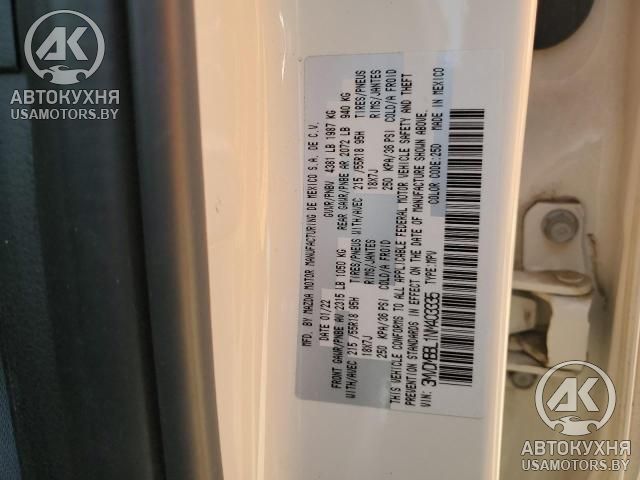 АК
АВТОКУХНЯ
USAMOTORS.BY
MFD. BY MAZDA MOTOR MANUFACTURING DE MEXICO S.A. DE C.V.
DATE 01/22 GVWR/PNBV 4381 LB 1987 KG
FRONT GAWR/PNBE AV 2315 LB 1050 KG REAR GAWR/PNBE AR 2072 LB 940 KG
WITH/AVEC 215 /55R18 95H TIRES/PNEUS WITH/AVEC 215 /55R18 95H TIRES/PNEUS
18X7J RIMS/JANTES 18X7J RIMS/JANTES
250 KPA/36 PSI COLD/A FROID 250 KPA/36 PSI COLD/A FROID
THIS VEHICLE CONFORMS TO ALL APPLICABLE FEDERAL MOTOR VEHICLE SAFETY AND THEFT
PREVENTION STANDARDS IN EFFECT ON THE DATE OF MANUFACTURE SHOWN ABOVE.
VIN: TYPE:MPV COLOR CODE:25D MADE IN MEXICO
АК
АВТОКУХНЯ
USAMOTORS.BY